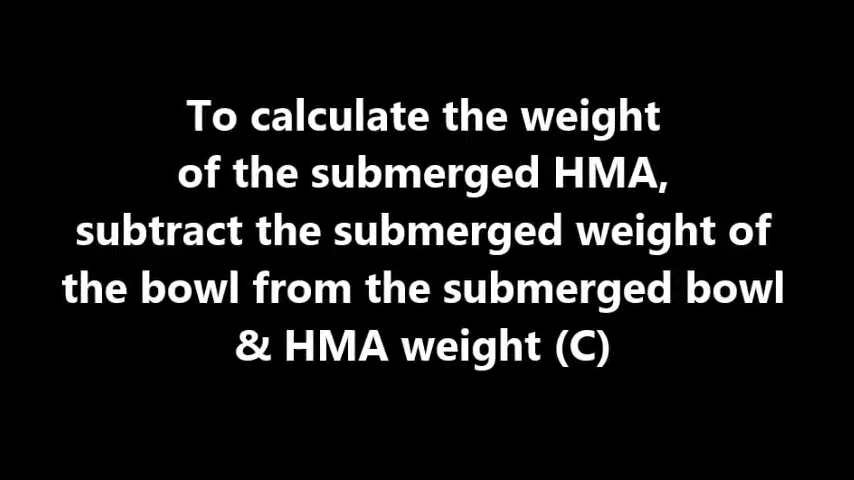 To calculate the weight
of the submerged HMA,
subtract the submerged weight of
the bowl from the submerged bowl
& HMA weight (C)